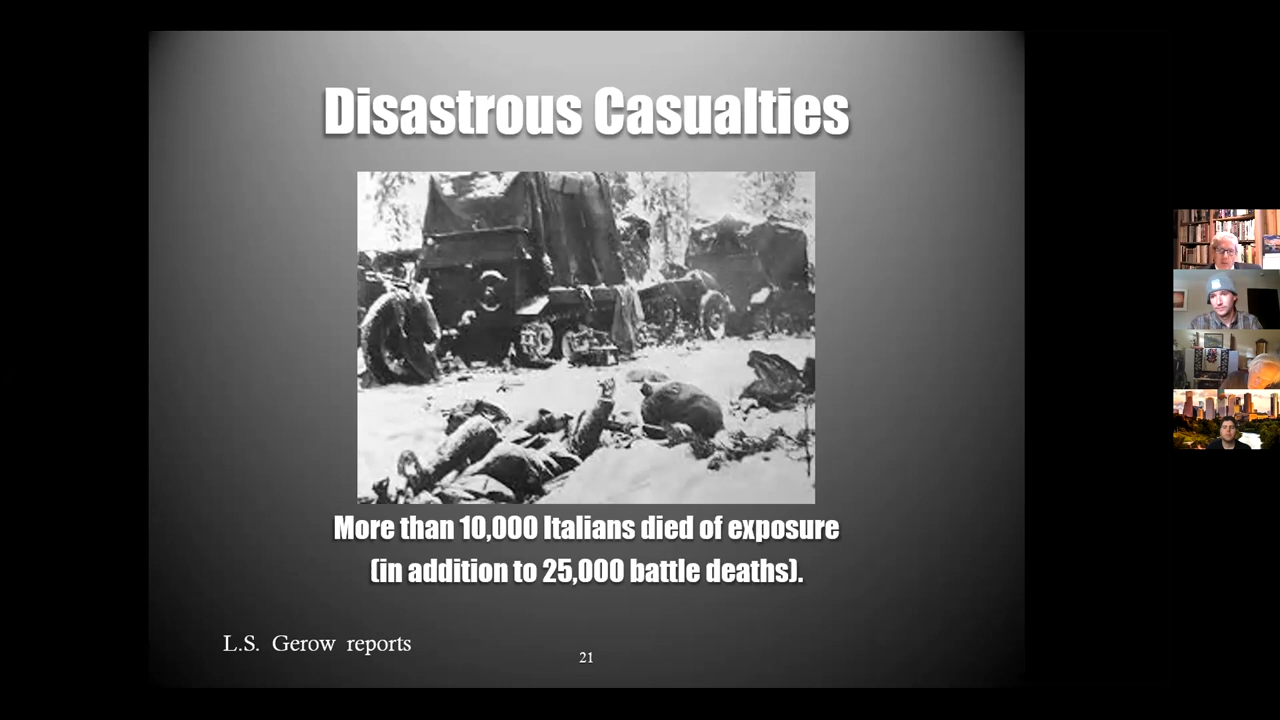 Disastrous Casualties
More than 10,000 Italians died of exposure
(in addition to 25,000 battle deaths).
L.S. Gerow reports
21